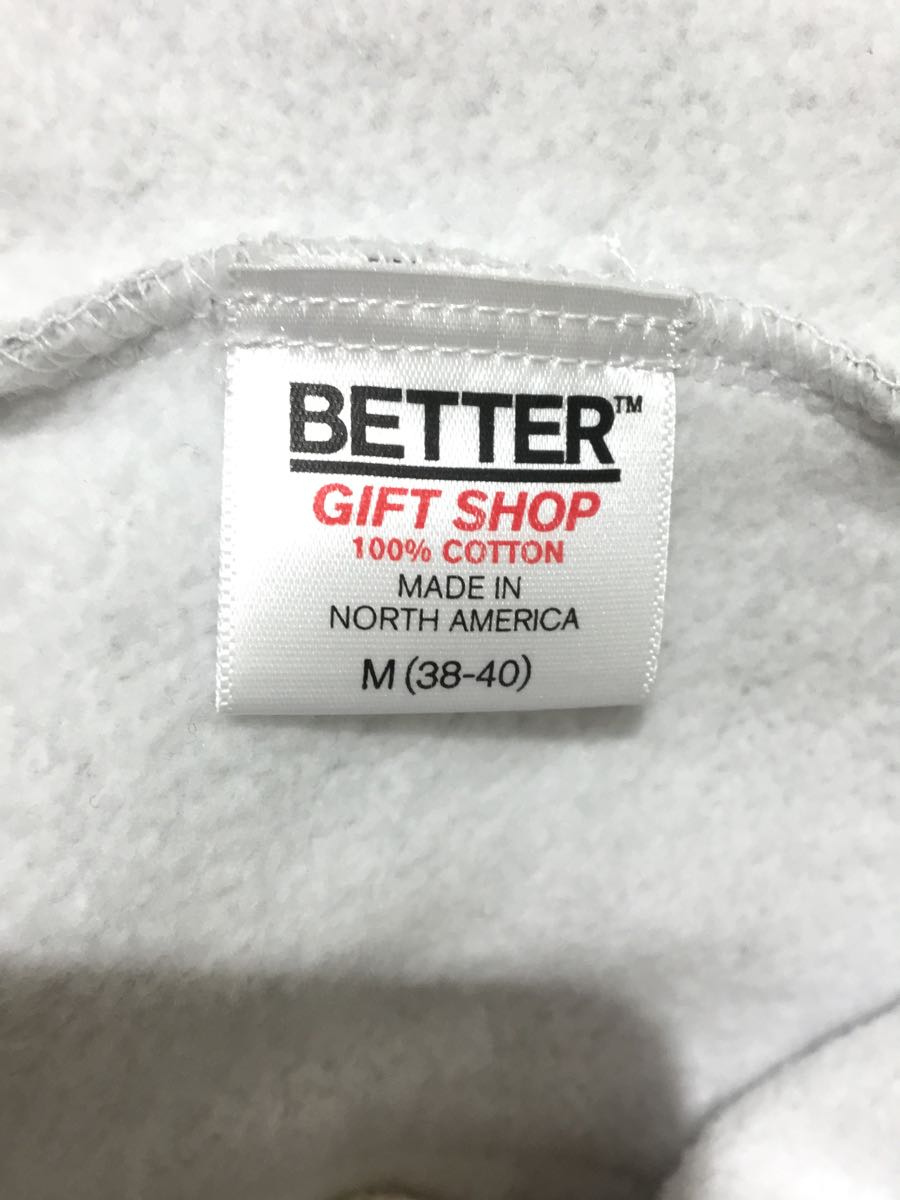 BETTER™
GIFT SHOP
100% COTTON
MADE IN
NORTH AMERICA
M (38-40)